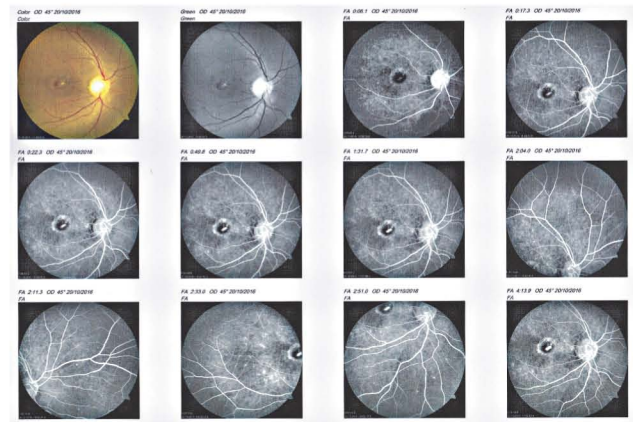 Color OD 45° 20/10/2016
Color
Green OD 45° 20/10/2016
Green
FA 0:06.1 OD 45° 20/10/2016
FA
FA 0:17.3 OD 45° 20/10/2016
FA
FA 0:22.3 OD 45° 20/10/2016
FA
FA 0:40.8 OD 45° 20/10/2016
FA
FA 1:31.7 OD 45° 20/10/2016
FA
FA 2:04.0 OD 45° 20/10/2016
FA
FA 2:11.3 OD 45° 20/10/2016
FA
FA 2:33.0 OD 45° 20/10/2016
FA
FA 2:51.0 OD 45° 20/10/2016
FA
FA 4:13.9 OD 45° 20/10/2016
FA